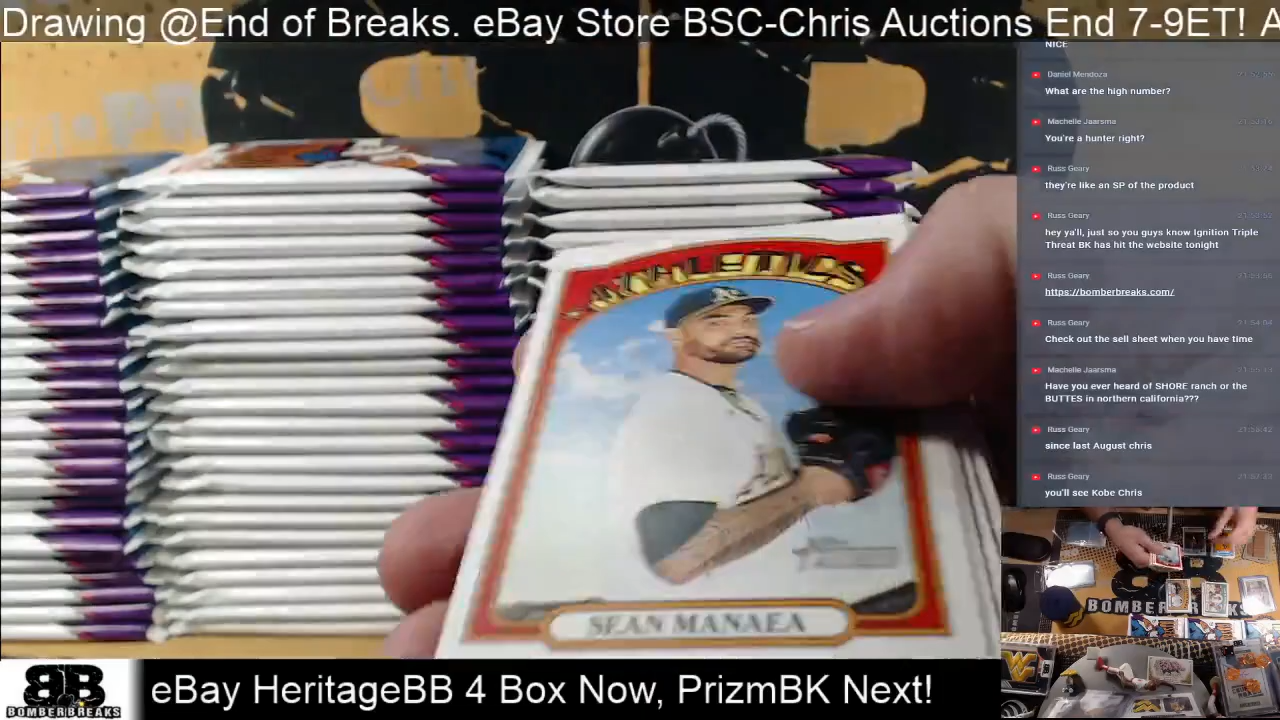 Drawing @End of Breaks. eBay Store BSC-Chris Auctions End 7-9ET! A
NICE
Daniel Mendoza
What are the high number?
Machelle Jaarsma
You're a hunter right?
Russ Geary
they're like an SP of the product
Russ Geary
hey ya'll, just so you guys know Ignition Triple
Threat BK has hit the website tonight
Russ Geary
https://bomberbreaks.com/
Russ Geary
Check out the sell sheet when you have time
Machelle Jaarsma
Have you ever heard of SHORE ranch or the
BUTTES in northern california???
Russ Geary
since last August chris
Russ Geary
you'll see Kobe Chris
SEAN MANAEA
BOMBER
BB
BOMBERBREAKS
eBay HeritageBB 4 Box Now, PrizmBK Next!